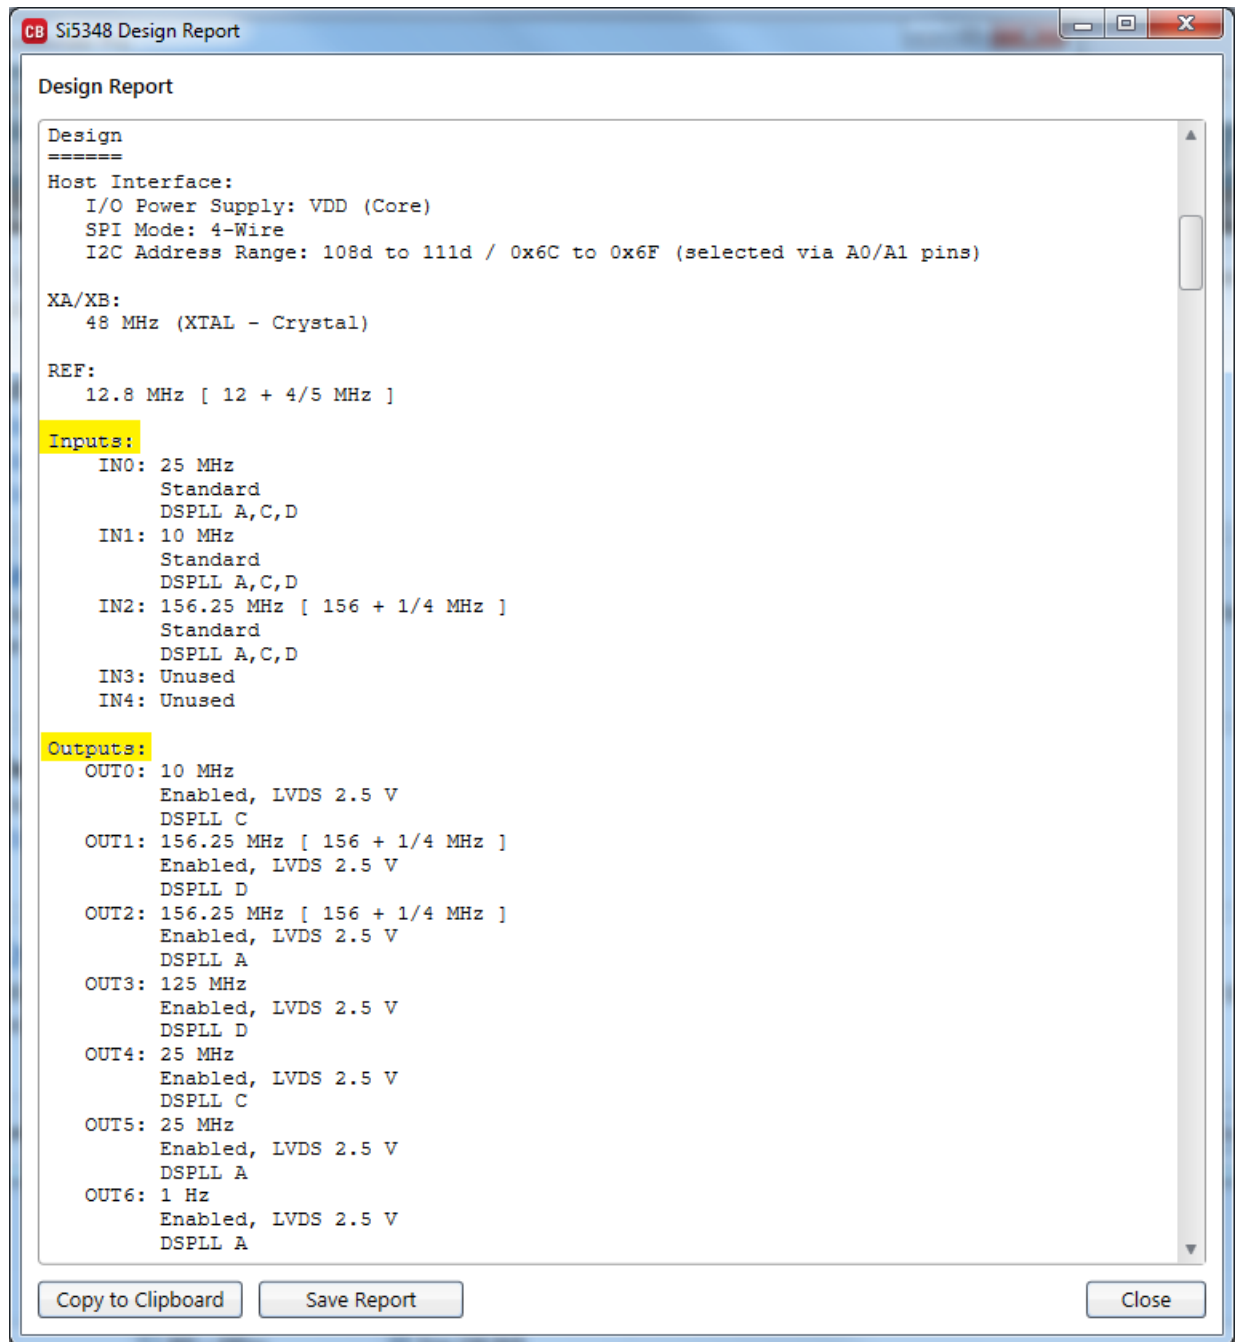 CB Si5348 Design Report
Design Report
Design
======
Host Interface:
I/O Power Supply: VDD (Core)
SPI Mode: 4-Wire
I2C Address Range: 108d to 111d / 0x6C to 0x6F (selected via A0/A1 pins)
XA/XB:
48 MHz (XTAL - Crystal)
REF:
12.8 MHz [ 12 + 4/5 MHz ]
Inputs:
IN0: 25 MHz
Standard
DSPLL A,C,D
IN1: 10 MHz
Standard
DSPLL A,C,D
IN2: 156.25 MHz [ 156 + 1/4 MHz ]
Standard
DSPLL A,C,D
IN3: Unused
IN4: Unused
Outputs:
OUT0: 10 MHz
Enabled, LVDS 2.5 V
DSPLL C
OUT1: 156.25 MHz [ 156 + 1/4 MHz ]
Enabled, LVDS 2.5 V
DSPLL D
OUT2: 156.25 MHz [ 156 + 1/4 MHz ]
Enabled, LVDS 2.5 V
DSPLL A
OUT3: 125 MHz
Enabled, LVDS 2.5 V
DSPLL D
OUT4: 25 MHz
Enabled, LVDS 2.5 V
DSPLL C
OUT5: 25 MHz
Enabled, LVDS 2.5 V
DSPLL A
OUT6: 1 Hz
Enabled, LVDS 2.5 V
DSPLL A
Copy to Clipboard Save Report Close